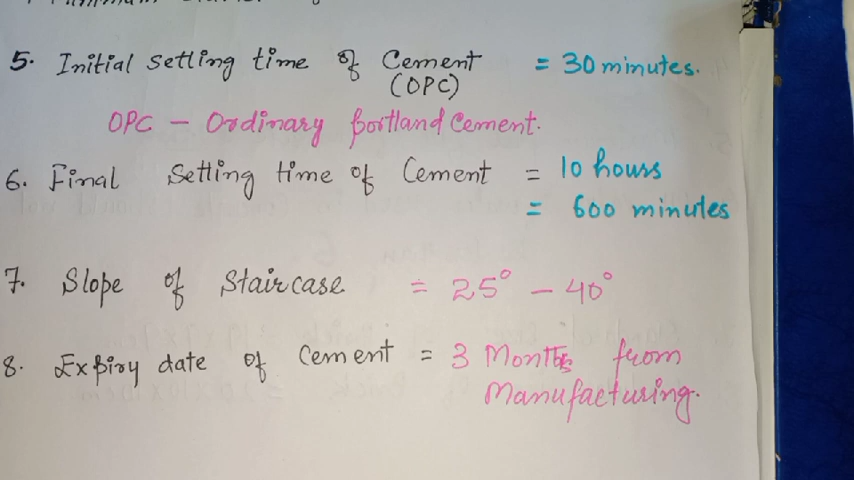 5. Initial Setting time of Cement = 30 minutes.
(OPC)
OPC - Ordinary Portland Cement.
6. Final Setting time of Cement = 10 hours
= 600 minutes
7. Slope of Staircase = 25° - 40°
8. Expiry date of Cement = 3 Months from
Manufacturing.